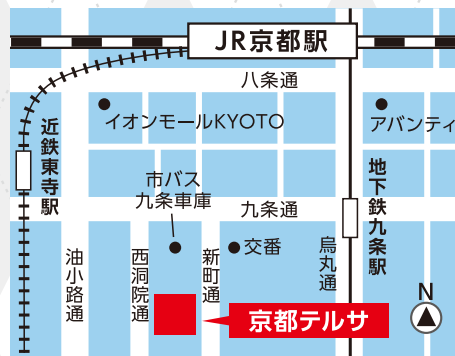 JR京都駅
八条通
イオンモールKYOTO
アバンティ
近鉄東寺駅
市バス
九条車庫
九条通
地下鉄九条駅
油小路通
西洞院通
新町通
交番
烏丸通
京都テルサ
N